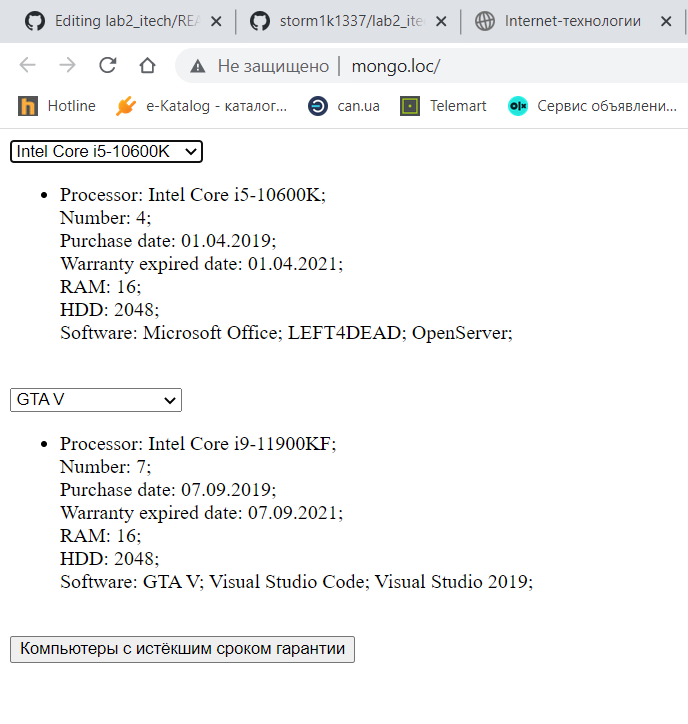 Editing lab2_itech/REA
storm1k1337/lab2_ite
Internet-технологии
Не защищено | mongo.loc/
Hotline
e-Katalog - каталог...
can.ua
Telemart
olx
Сервис объявлени...
Intel Core i5-10600K
Processor: Intel Core i5-10600K;
Number: 4;
Purchase date: 01.04.2019;
Warranty expired date: 01.04.2021;
RAM: 16;
HDD: 2048;
Software: Microsoft Office; LEFT4DEAD; OpenServer;
GTA V
Processor: Intel Core i9-11900KF;
Number: 7;
Purchase date: 07.09.2019;
Warranty expired date: 07.09.2021;
RAM: 16;
HDD: 2048;
Software: GTA V; Visual Studio Code; Visual Studio 2019;
Компьютеры с истёкшим сроком гарантии